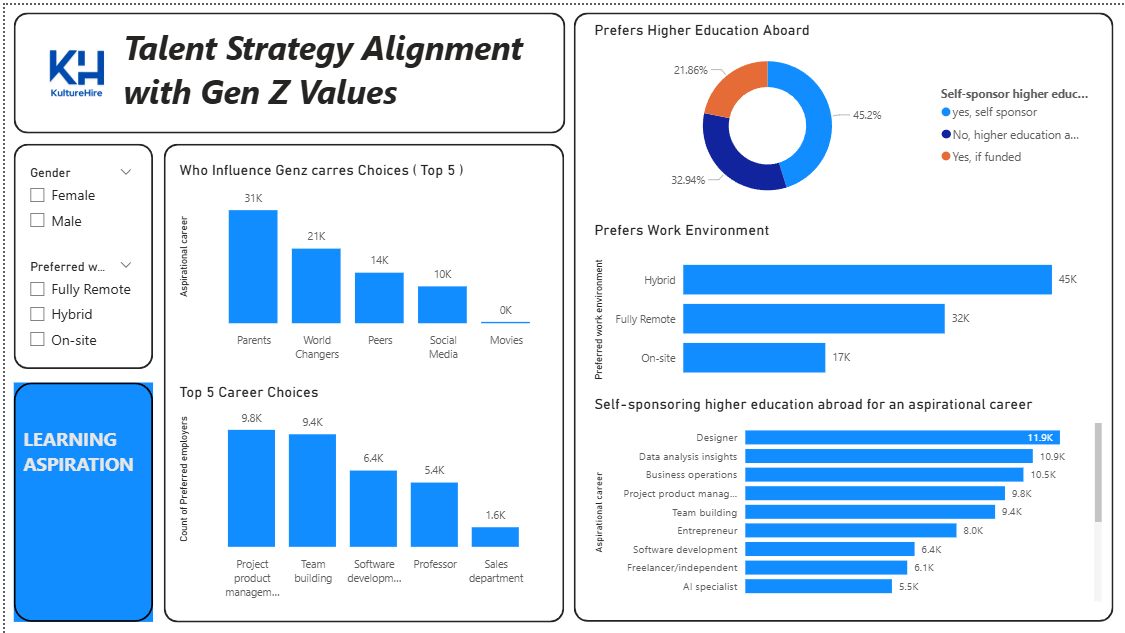 KH
KultureHire
Talent Strategy Alignment
with Gen Z Values
Gender
Female
Male
Preferred w...
Fully Remote
Hybrid
On-site
LEARNING
ASPIRATION
Who Influence Genz carres Choices ( Top 5 )
Aspirational career
31K
21K
14K
10K
0K
Parents
World
Changers
Peers
Social
Media
Movies
Top 5 Career Choices
Count of Preferred employers
9.8K
9.4K
6.4K
5.4K
1.6K
Project
product
managem...
Team
building
Software
developm...
Professor
Sales
department
Prefers Higher Education Aboard
21.86%
45.2%
32.94%
Self-sponsor higher educ...
yes, self sponsor
No, higher education a...
Yes, if funded
Prefers Work Environment
Preferred work environment
Hybrid 45K
Fully Remote 32K
On-site 17K
Self-sponsoring higher education abroad for an aspirational career
Aspirational career
Designer 11.9K
Data analysis insights 10.9K
Business operations 10.5K
Project product manag... 9.8K
Team building 9.4K
Entrepreneur 8.0K
Software development 6.4K
Freelancer/independent 6.1K
AI specialist 5.5K